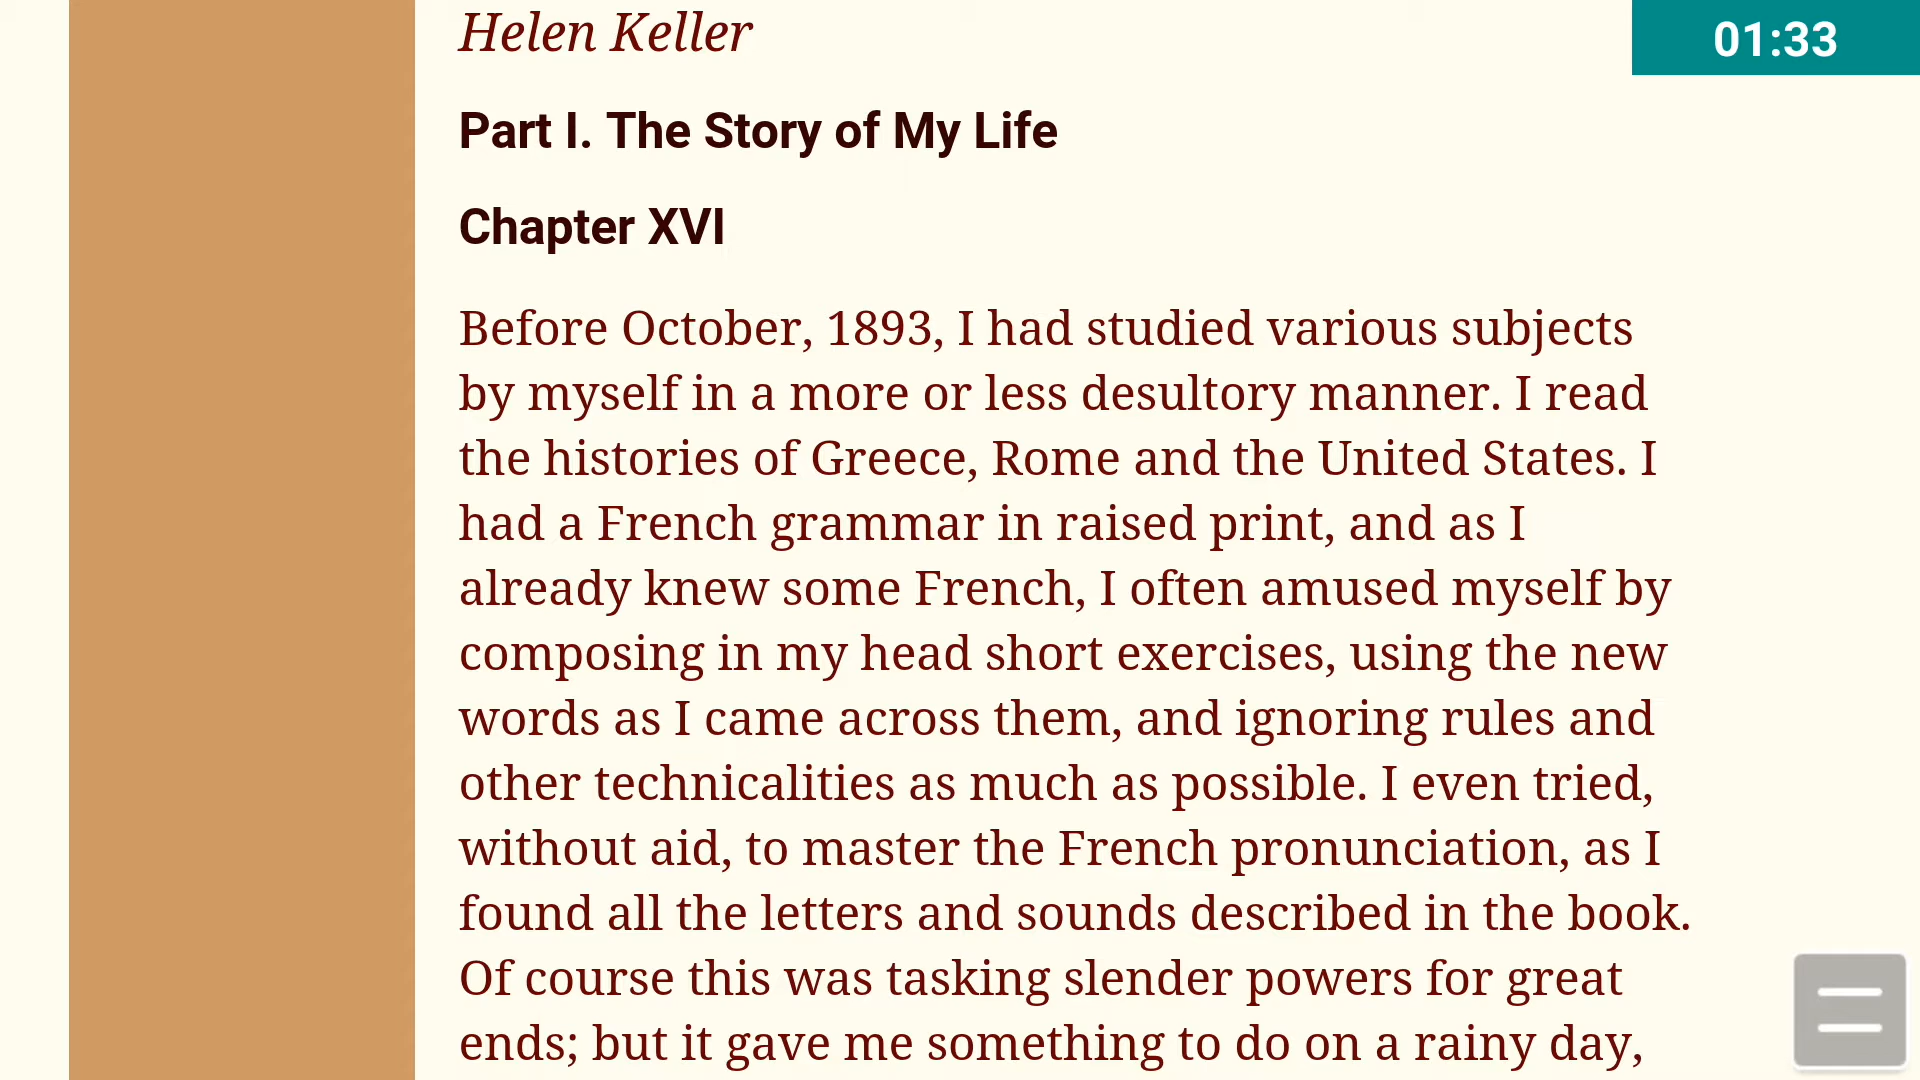 Helen Keller
01:33
Part I. The Story of My Life
Chapter XVI
Before October, 1893, I had studied various subjects
by myself in a more or less desultory manner. I read
the histories of Greece, Rome and the United States. I
had a French grammar in raised print, and as I
already knew some French, I often amused myself by
composing in my head short exercises, using the new
words as I came across them, and ignoring rules and
other technicalities as much as possible. I even tried,
without aid, to master the French pronunciation, as I
found all the letters and sounds described in the book.
Of course this was tasking slender powers for great
ends; but it gave me something to do on a rainy day,